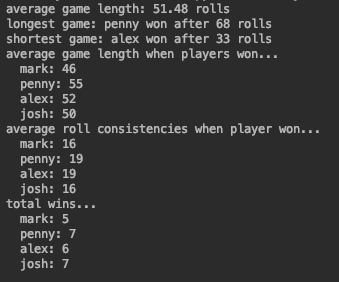 average game length: 51.48 rolls
longest game: penny won after 68 rolls
shortest game: alex won after 33 rolls
average game length when players won...
  mark: 46
  penny: 55
  alex: 52
  josh: 50
average roll consistencies when player won...
  mark: 16
  penny: 19
  alex: 19
  josh: 16
total wins...
  mark: 5
  penny: 7
  alex: 6
  josh: 7